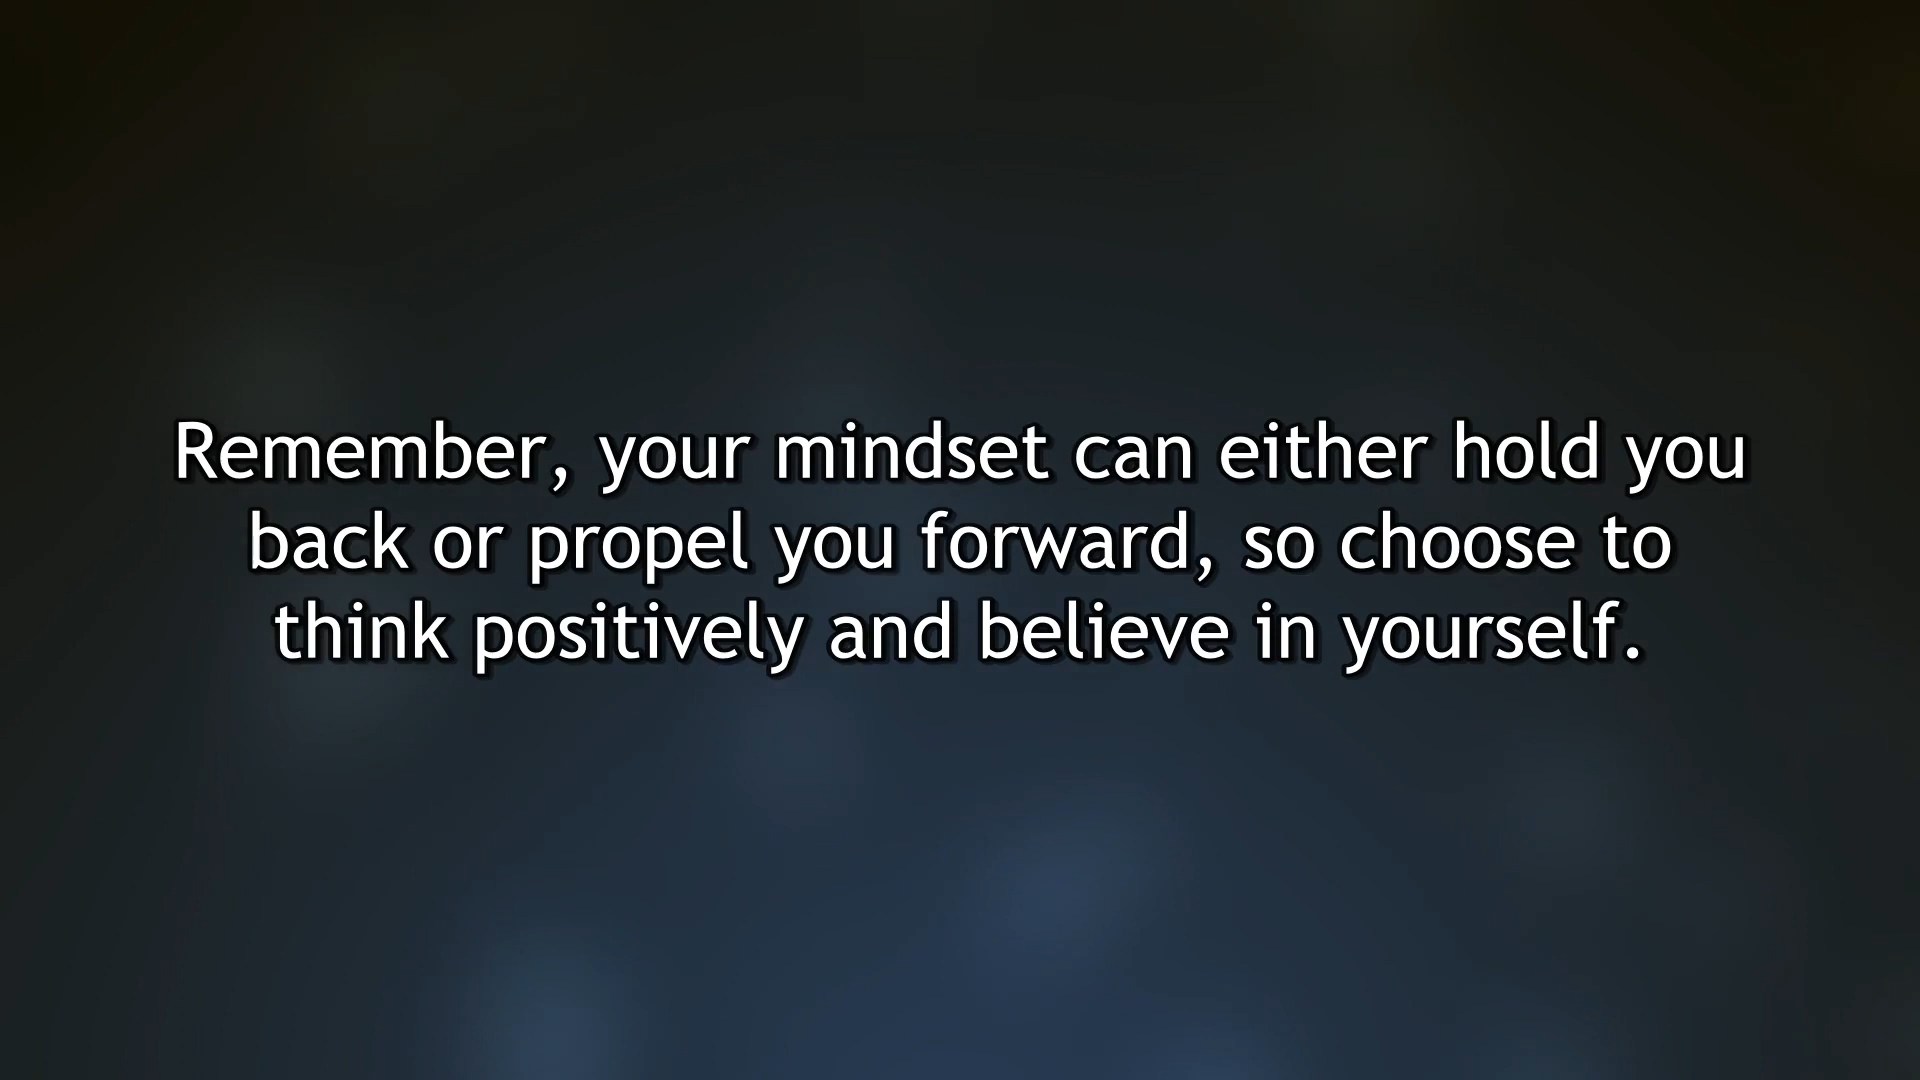 Remember, your mindset can either hold you
back or propel you forward, so choose to
think positively and believe in yourself.